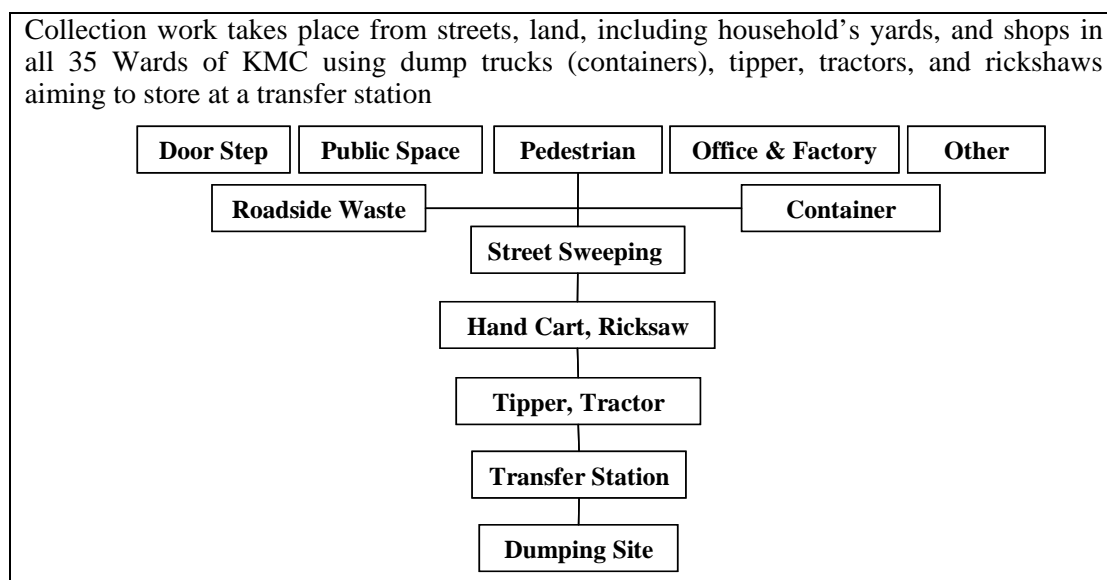 Collection work takes place from streets, land, including household’s yards, and shops in
all 35 Wards of KMC using dump trucks (containers), tipper, tractors, and rickshaws
aiming to store at a transfer station
Door Step Public Space Pedestrian Office & Factory Other
Roadside Waste Container
Street Sweeping
Hand Cart, Ricksaw
Tipper, Tractor
Transfer Station
Dumping Site